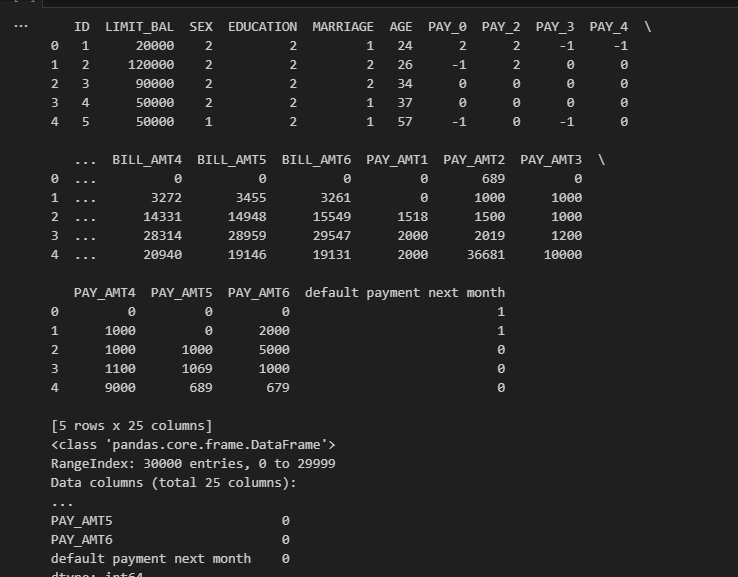 ...
ID LIMIT_BAL SEX EDUCATION MARRIAGE AGE PAY_0 PAY_2 PAY_3 PAY_4 \
0 1 20000 2 2 1 24 2 2 -1 -1
1 2 120000 2 2 2 26 -1 2 0 0
2 3 90000 2 2 2 34 0 0 0 0
3 4 50000 2 2 1 37 0 0 0 0
4 5 50000 1 2 1 57 -1 0 -1 0
... BILL_AMT4 BILL_AMT5 BILL_AMT6 PAY_AMT1 PAY_AMT2 PAY_AMT3 \
0 ... 0 0 0 0 689 0
1 ... 3272 3455 3261 0 1000 1000
2 ... 14331 14948 15549 1518 1500 1000
3 ... 28314 28959 29547 2000 2019 1200
4 ... 20940 19146 19131 2000 36681 10000
PAY_AMT4 PAY_AMT5 PAY_AMT6 default payment next month
0 0 0 0 1
1 1000 0 2000 1
2 1000 1000 5000 0
3 1100 1069 1000 0
4 9000 689 679 0
[5 rows x 25 columns]
<class 'pandas.core.frame.DataFrame'>
RangeIndex: 30000 entries, 0 to 29999
Data columns (total 25 columns):
...
PAY_AMT5 0
PAY_AMT6 0
default payment next month 0
dtype: int64